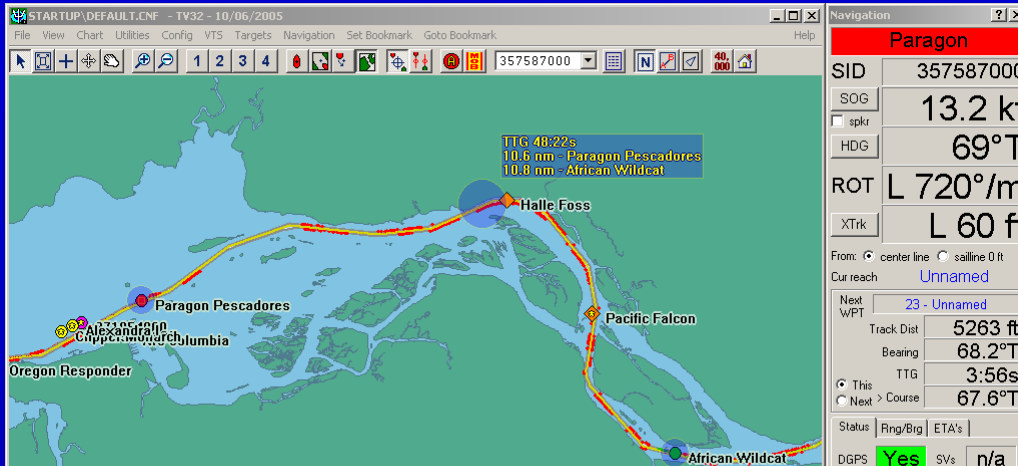 STARTUP\DEFAULT.CNF - TV32 - 10/06/2005
File View Chart Utilities Config VTS Targets Navigation Set Bookmark Goto Bookmark Help
1 2 3 4 MOB 357587000 N 40,000
TTG 48:22s
10.6 nm - Paragon Pescadores
10.8 nm - African Wildcat
Halle Foss
Paragon Pescadores
Pacific Falcon
Alexandra
Columbia
Oregon Responder
African Wildcat
Navigation
Paragon
SID 357587000
SOG 13.2 k
spkr
HDG 69°T
ROT L 720°/m
XTrk L 60 f
From: center line sailline 0 ft
Cur reach Unnamed
Next WPT 23 - Unnamed
Track Dist 5263 ft
Bearing 68.2°T
TTG 3:56s
This
Next > Course 67.6°T
Status Rng/Brg ETA's
DGPS Yes SVs n/a